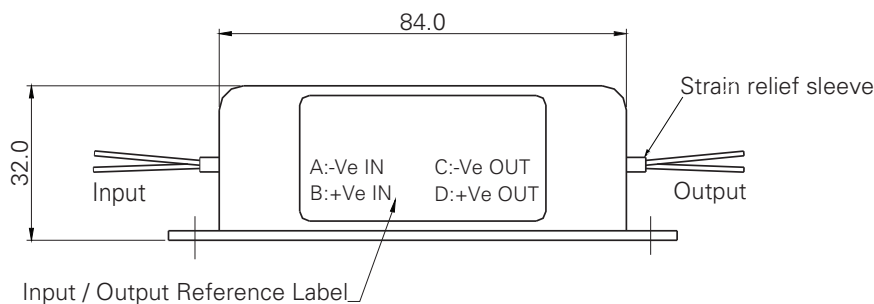 84.0
Strain relief sleeve
32.0
A:-Ve IN C:-Ve OUT
B:+Ve IN D:+Ve OUT
Input
Output
Input / Output Reference Label